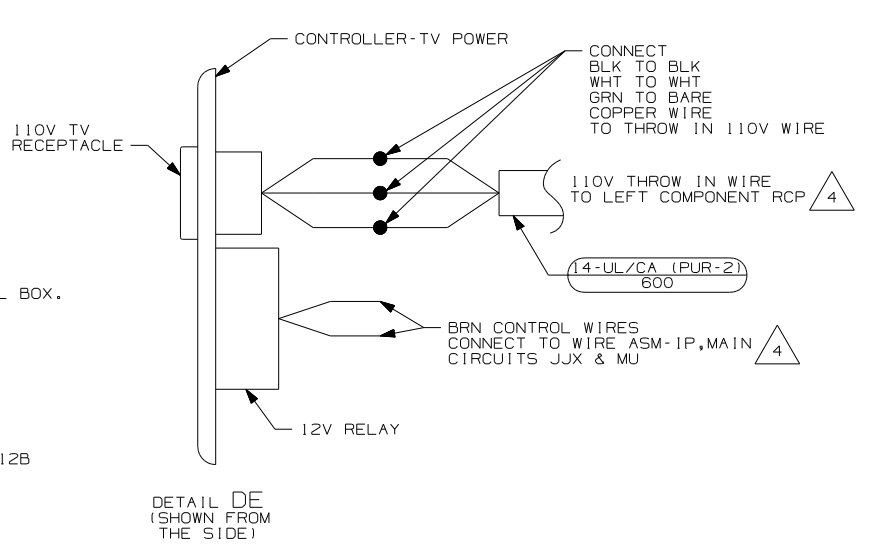 CONTROLLER-TV POWER
CONNECT
BLK TO BLK
WHT TO WHT
GRN TO BARE
COPPER WIRE
TO THROW IN 110V WIRE
110V TV
RECEPTACLE
110V THROW IN WIRE
TO LEFT COMPONENT RCP
4
14-UL/CA (PUR-2)
600
BOX.
BRN CONTROL WIRES
CONNECT TO WIRE ASM-IP,MAIN
CIRCUITS JJX & MU
4
12V RELAY
12B
DETAIL DE
(SHOWN FROM
THE SIDE)